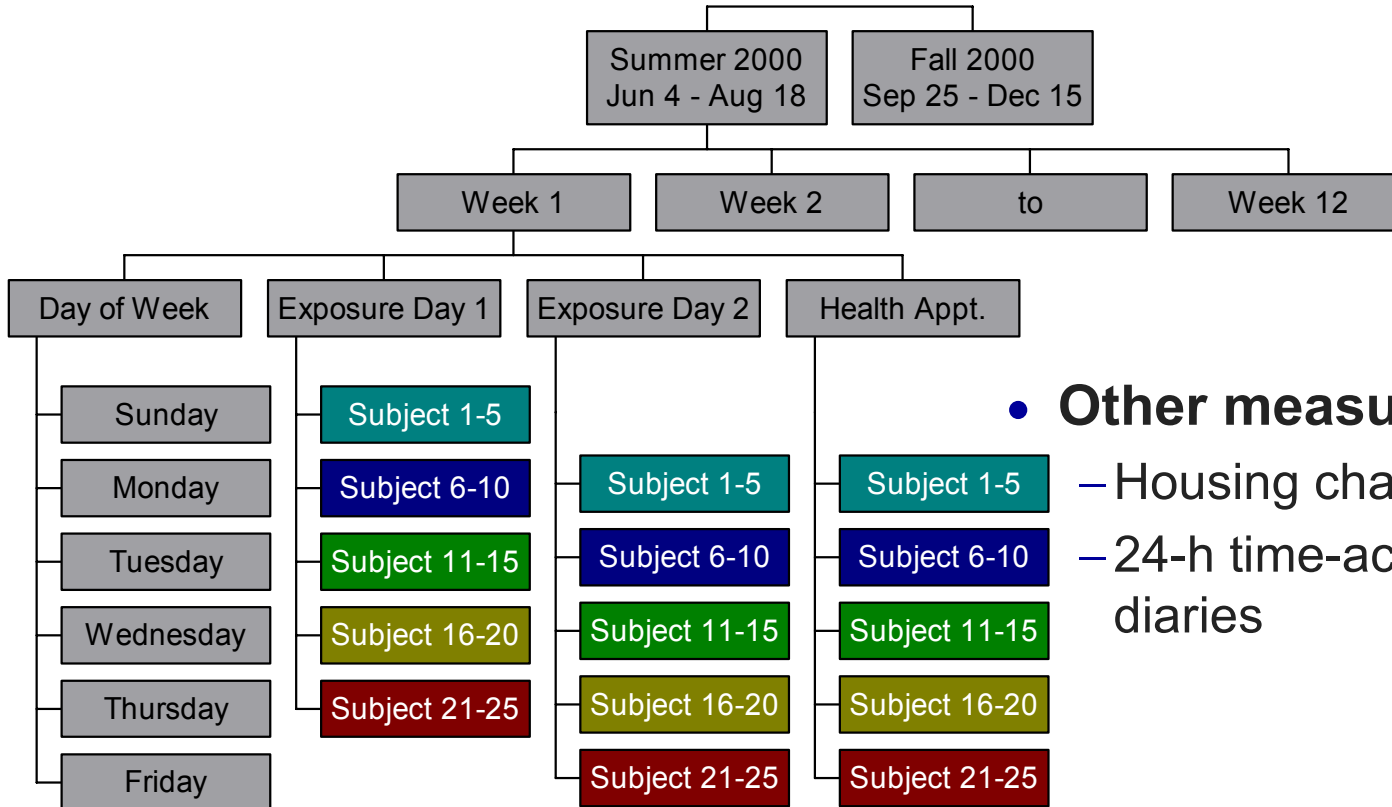 Summer 2000
Jun 4 - Aug 18
Fall 2000
Sep 25 - Dec 15
Week 1
Week 2
to
Week 12
Day of Week
Exposure Day 1
Exposure Day 2
Health Appt.
Sunday
Monday
Tuesday
Wednesday
Thursday
Friday
Subject 1-5
Subject 6-10
Subject 11-15
Subject 16-20
Subject 21-25
Subject 1-5
Subject 6-10
Subject 11-15
Subject 16-20
Subject 21-25
Subject 1-5
Subject 6-10
Subject 11-15
Subject 16-20
Subject 21-25
• Other
– Housing
– 24-h
diaries